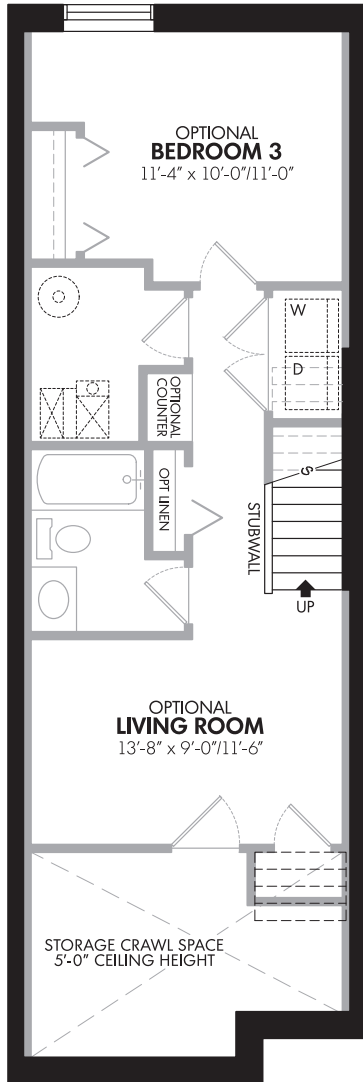 OPTIONAL
BEDROOM 3
11'-4" x 10'-0"/11'-0"
W
D
OPTIONAL
COUNTER
OPT LINEN
S
STUBWALL
UP
OPTIONAL
LIVING ROOM
13'-8" x 9'-0"/11'-6"
STORAGE CRAWL SPACE
5'-0" CEILING HEIGHT